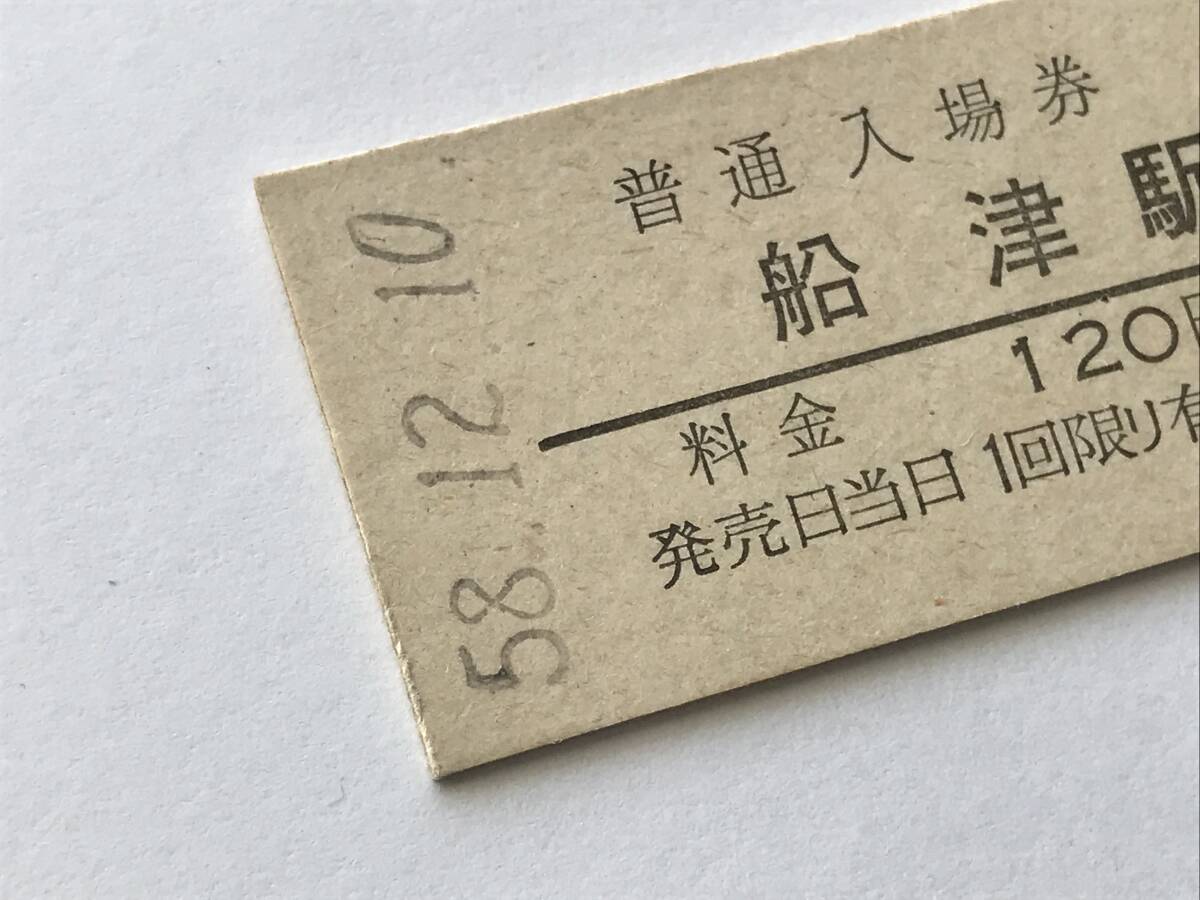 普通入場券
船津駅
120円
料金
発売日当日1回限り有
58.12.10